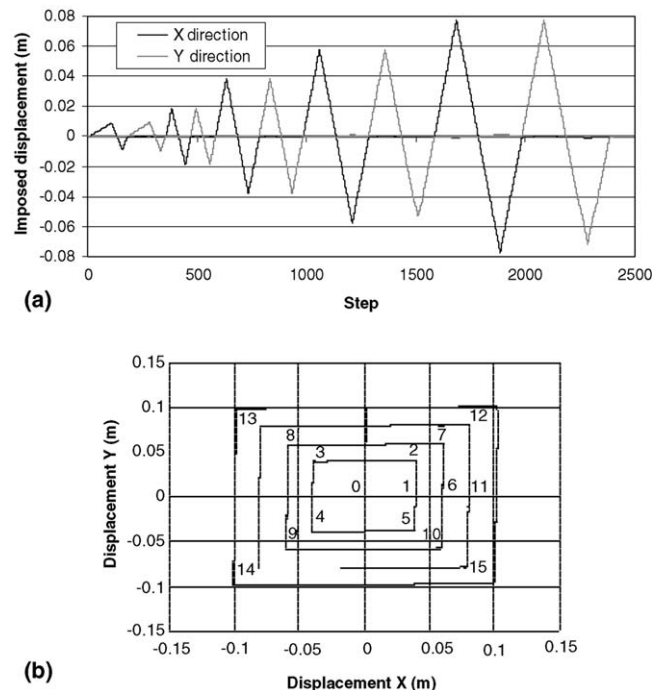 0.08
X direction
0.06
Y direction
0.04
0.02
0
-0.02
-0.04
-0.06
-0.08
Imposed displacement (m)
0 500 1000 1500 2000 2500
(a)
Step
0.15
0.1
0.05
0
-0.05
-0.1
-0.15
Displacement Y (m)
13 12
8 7
3 2
0 1 6 11
4 5
9 10
14 15
-0.15 -0.1 -0.05 0 0.05 0.1 0.15
(b)
Displacement X (m)